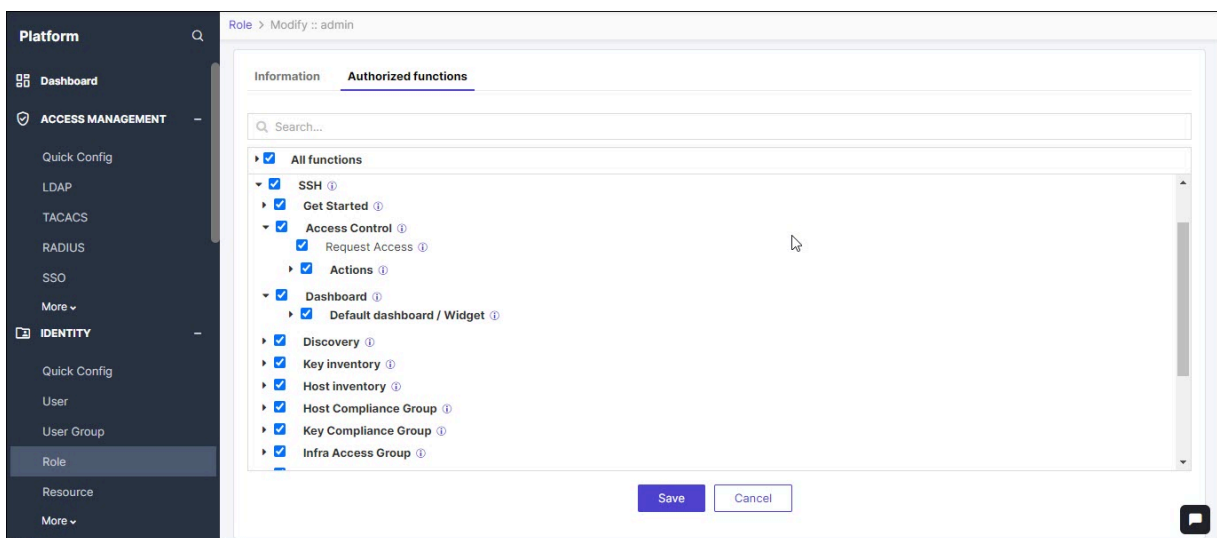 Platform
Dashboard
ACCESS MANAGEMENT
Quick Config
LDAP
TACACS
RADIUS
SSO
More
IDENTITY
Quick Config
User
User Group
Role
Resource
More
Role > Modify :: admin
Information Authorized functions
Search...
All functions
SSH
Get Started
Access Control
Request Access
Actions
Dashboard
Default dashboard / Widget
Discovery
Key inventory
Host inventory
Host Compliance Group
Key Compliance Group
Infra Access Group
Save Cancel